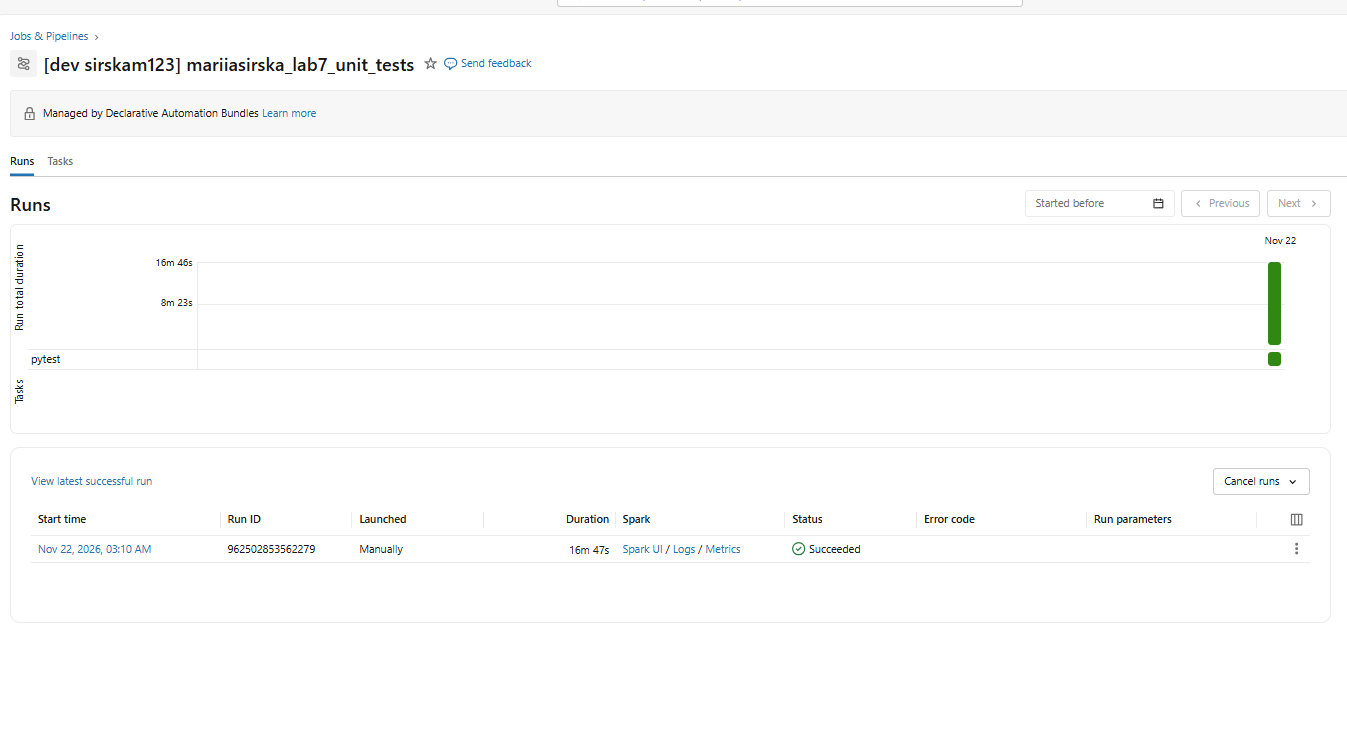 Jobs & Pipelines ›
[dev sirskam123] mariiasirska_lab7_unit_tests Send feedback
Managed by Declarative Automation Bundles Learn more
Runs Tasks
Runs
Started before
Previous
Next
Nov 22
Run total duration
16m 46s
8m 23s
pytest
Tasks
View latest successful run
Cancel runs
Start time Run ID Launched Duration Spark Status Error code Run parameters
Nov 22, 2026, 03:10 AM 962502853562279 Manually 16m 47s Spark UI / Logs / Metrics Succeeded